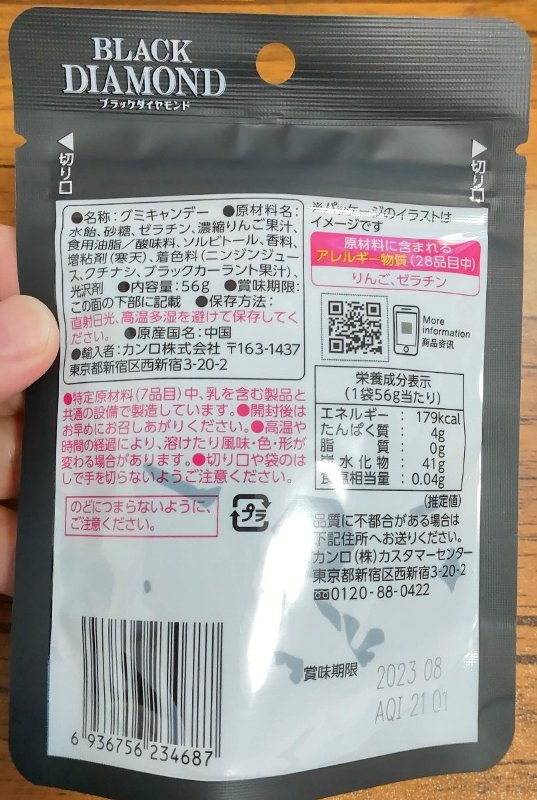 BLACK
DIAMOND
ブラックダイヤモンド
◀切り口
▶切り口
●名称：グミキャンデー ●原材料名：
水飴、砂糖、ゼラチン、濃縮りんご果汁、
食用油脂／酸味料、ソルビトール、香料、
増粘剤（寒天）、着色料（ニンジンジュー
ス、クチナシ、ブラックカーラント果汁）、
光沢剤 ●内容量：56g ●賞味期限：
この面の下部に記載 ●保存方法：
直射日光、高温多湿を避けて保存してく
ださい。 ●原産国名：中国
●輸入者：カンロ株式会社 〒163-1437
東京都新宿区西新宿3-20-2
●特定原材料（7品目）中、乳を含む製品と
共通の設備で製造しています。●開封後は
お早めにお召しあがりください。●高温や
時間の経過により、溶けたり風味・色・形が
変わる場合があります。●切り口や袋のは
しで手を切らないようご注意ください。
のどにつまらないように、
ご注意ください。
プラ
6 936756 234687
※パッケージのイラストは
イメージです
原材料に含まれる
アレルギー物質（28品目中）
りんご、ゼラチン
More
information
商品资讯
栄養成分表示
（1袋56g当たり）
エネルギー：179kcal
たんぱく質：4g
脂質：0g
炭水化物：41g
食塩相当量：0.04g
（推定値）
品質に不都合がある場合は
下記住所へお送りください。
カンロ（株）カスタマーセンター
東京都新宿区西新宿3-20-2
0120-88-0422
賞味期限 2023 08
AQI 21 01